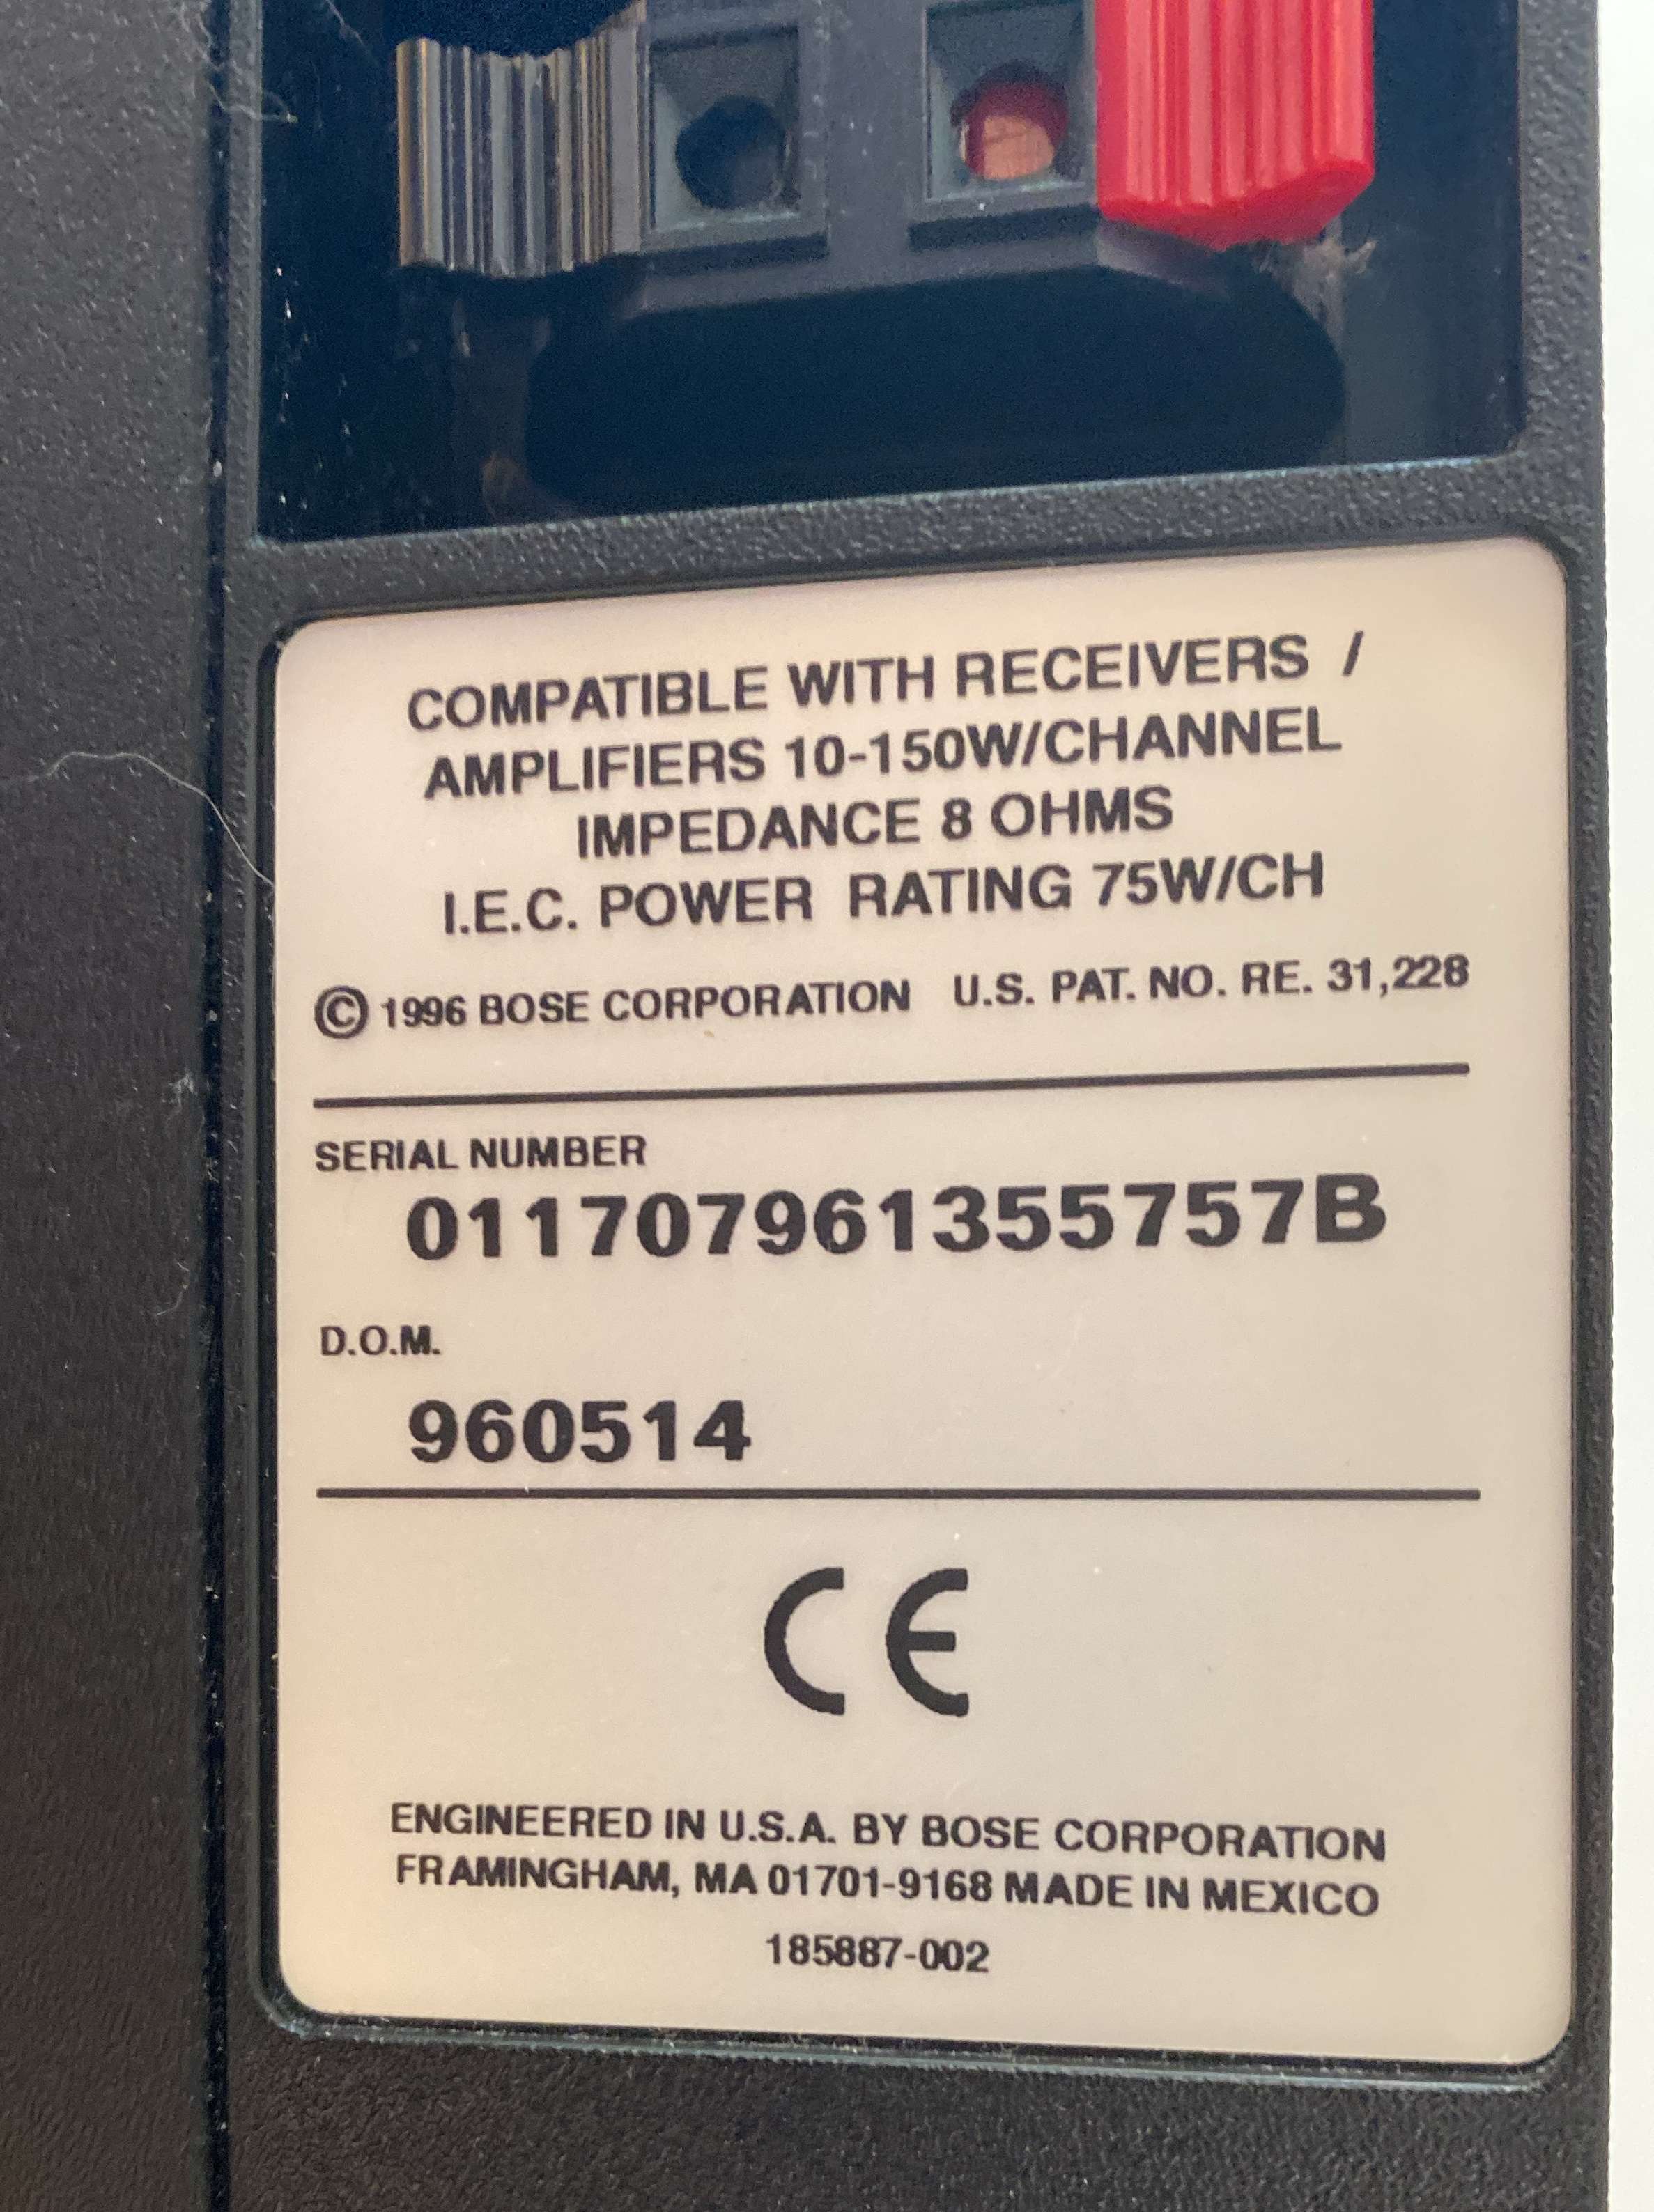 COMPATIBLE WITH RECEIVERS /
AMPLIFIERS 10-150W/CHANNEL
IMPEDANCE 8 OHMS
I.E.C. POWER RATING 75W/CH
© 1996 BOSE CORPORATION U.S. PAT. NO. RE. 31,228
SERIAL NUMBER
011707961355757B
D.O.M.
960514
CE
ENGINEERED IN U.S.A. BY BOSE CORPORATION
FRAMINGHAM, MA 01701-9168 MADE IN MEXICO
185887-002